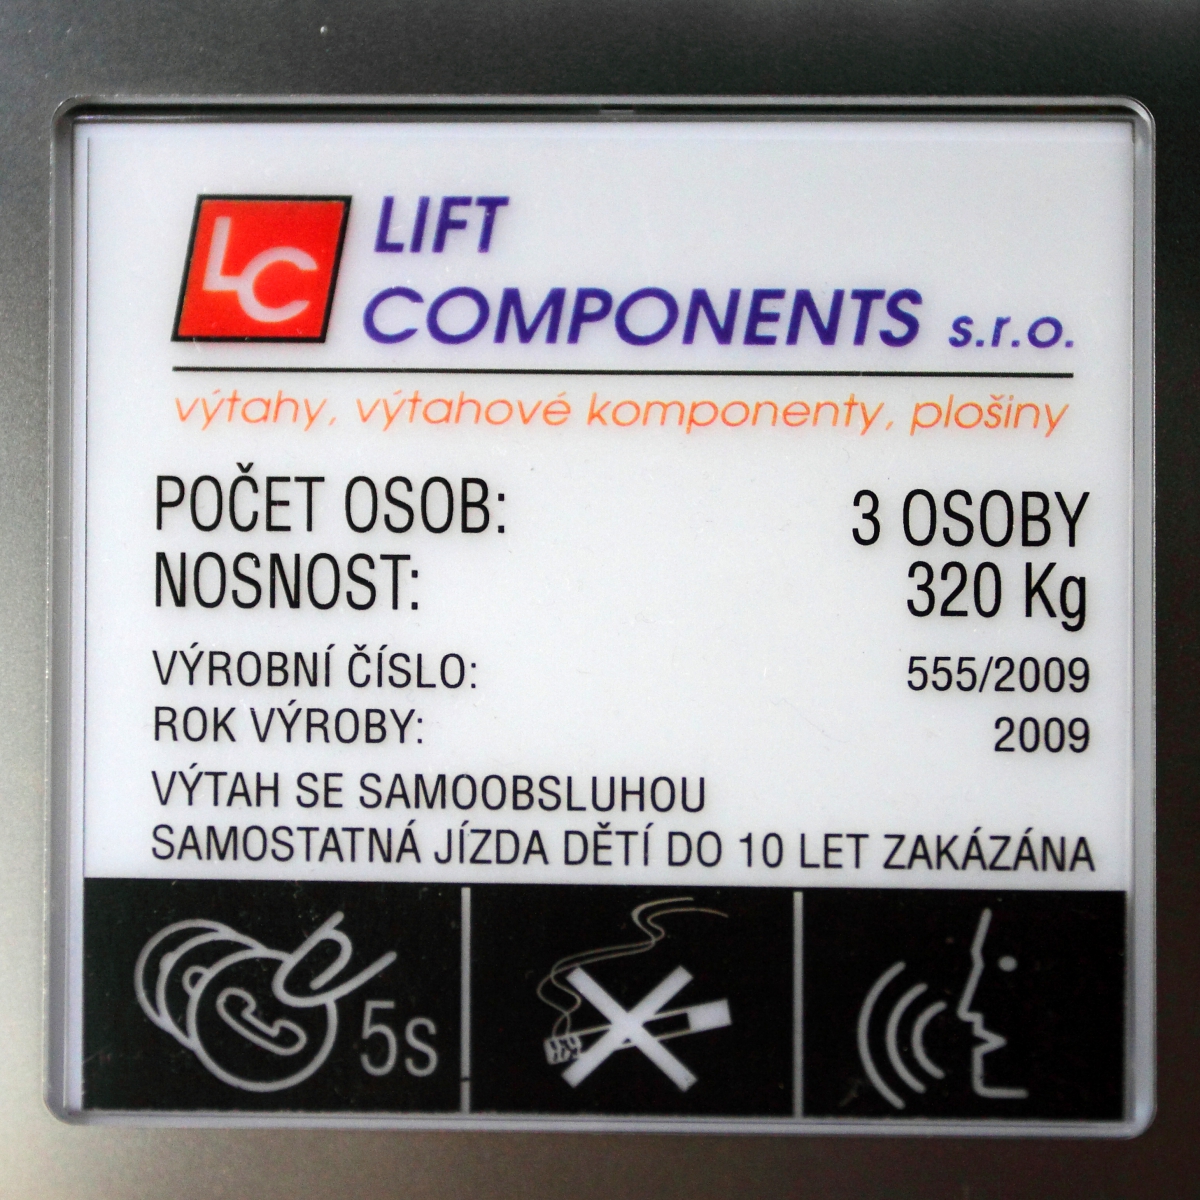 LC
LIFT
COMPONENTS s.r.o.
výtahy, výtahové komponenty, plošiny
POČET OSOB: 3 OSOBY
NOSNOST: 320 Kg
VÝROBNÍ ČÍSLO: 555/2009
ROK VÝROBY: 2009
VÝTAH SE SAMOOBSLUHOU
SAMOSTATNÁ JÍZDA DĚTÍ DO 10 LET ZAKÁZÁNA
5s